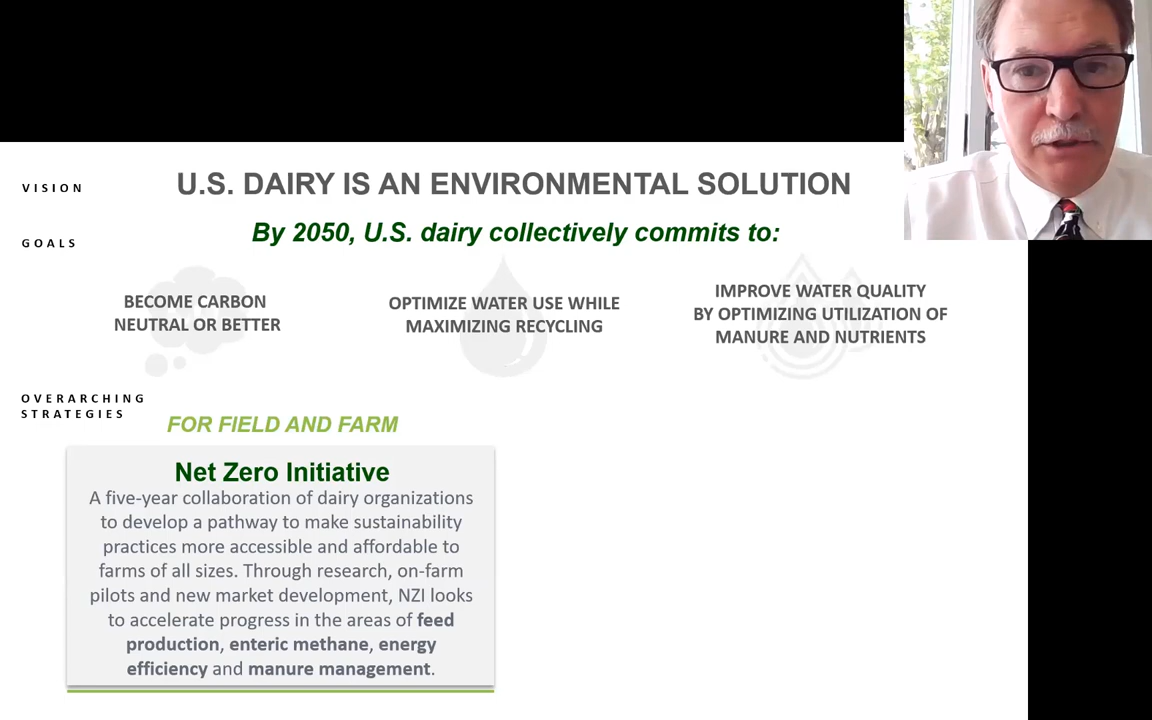 VISION
U.S. DAIRY IS AN ENVIRONMENTAL SOLUTION
GOALS
By 2050, U.S. dairy collectively commits to:
BECOME CARBON
NEUTRAL OR BETTER
OPTIMIZE WATER USE WHILE
MAXIMIZING RECYCLING
IMPROVE WATER QUALITY
BY OPTIMIZING UTILIZATION OF
MANURE AND NUTRIENTS
OVERARCHING
STRATEGIES
FOR FIELD AND FARM
Net Zero Initiative
A five-year collaboration of dairy organizations
to develop a pathway to make sustainability
practices more accessible and affordable to
farms of all sizes. Through research, on-farm
pilots and new market development, NZI looks
to accelerate progress in the areas of feed
production, enteric methane, energy
efficiency and manure management.